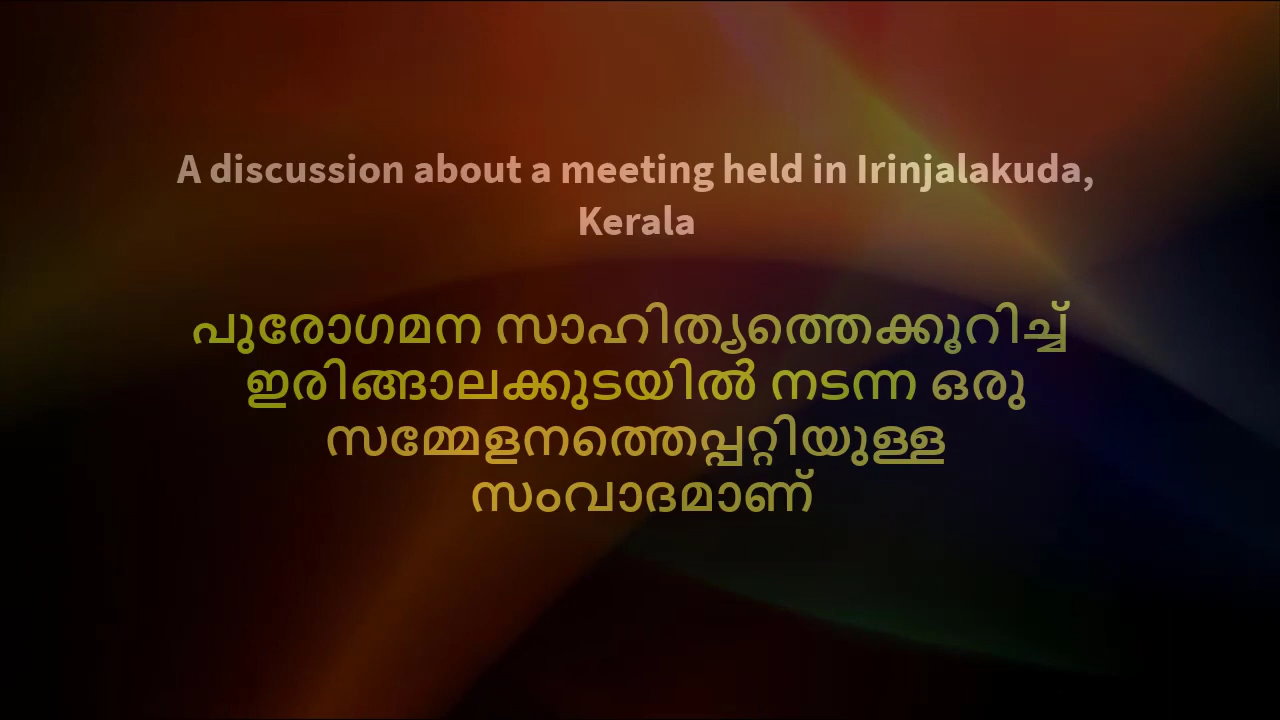 A discussion about a meeting held in Irinjalakuda,
Kerala
പുരോഗമന സാഹിത്യത്തെക്കൂറിച്ച്
ഇരിങ്ങാലക്കുടയിൽ നടന്ന ഒരു
സമ്മേളനത്തെപ്പറ്റിയുള്ള
സംവാദമാണ്